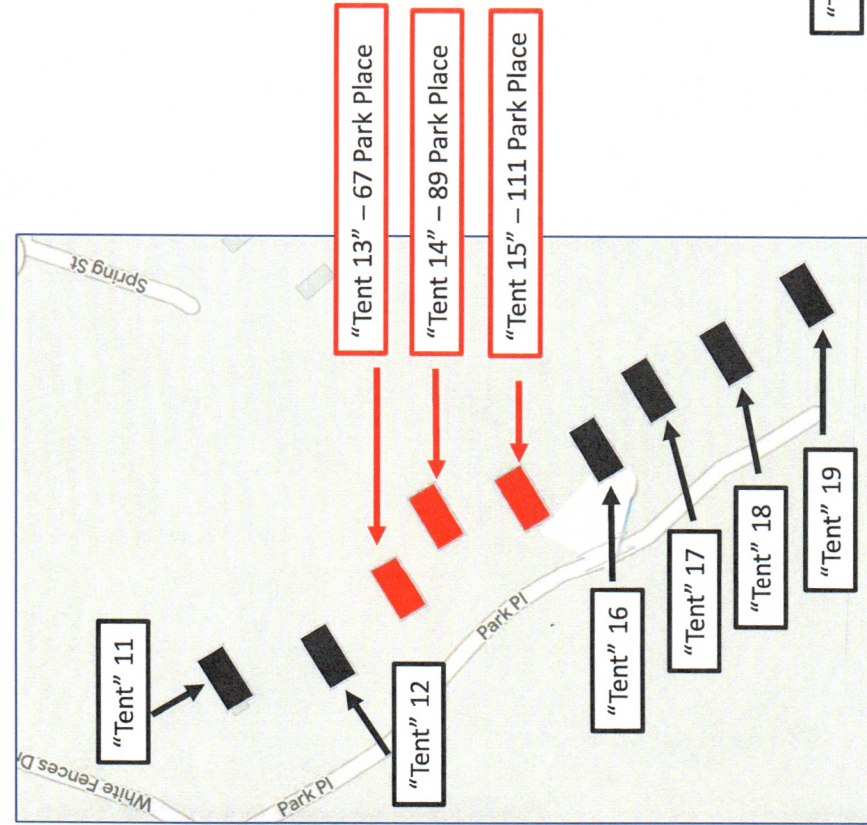 Spring St
“Tent 13” – 67 Park Place
“Tent 14” – 89 Park Place
“Tent 15” – 111 Park Place
“Tent” 11
White Fences Dr
Park Pl
“Tent” 12
Park Pl
“Tent” 16
“Tent” 17
“Tent” 18
“Tent” 19